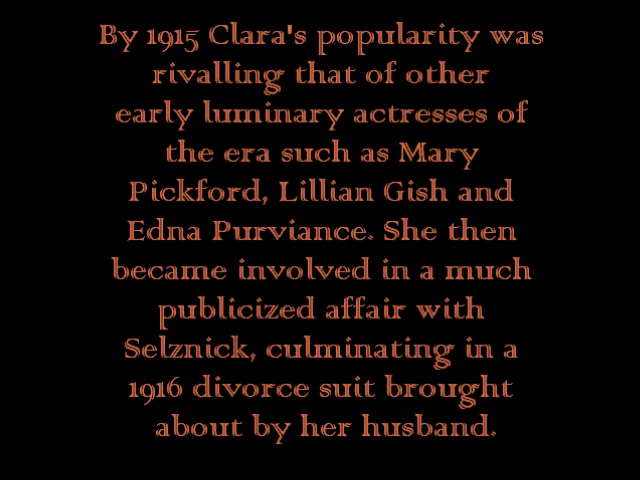 By 1915 Clara's popularity was
rivalling that of other
early luminary actresses of
the era such as Mary
Pickford, Lillian Gish and
Edna Purviance. She then
became involved in a much
publicized affair with
Selznick, culminating in a
1916 divorce suit brought
about by her husband.